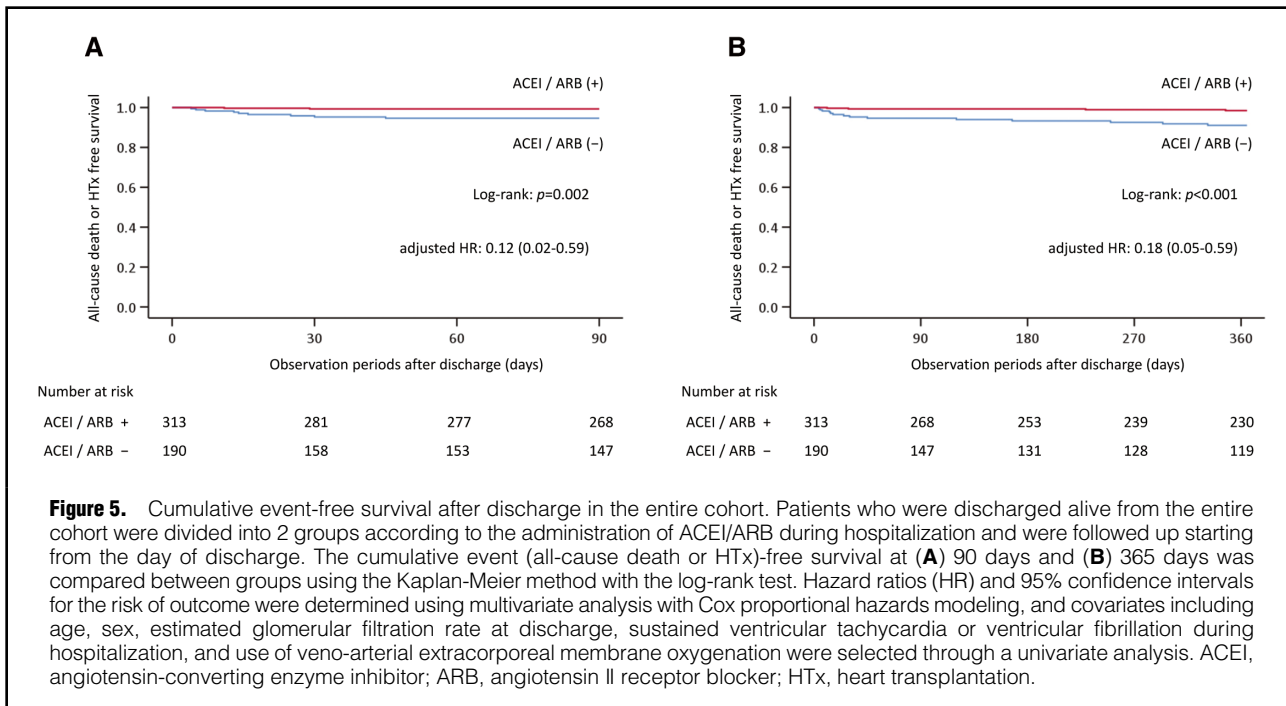 A
ACEI / ARB (+)
1.0
0.8
0.6
0.4
0.2
0.0
All-cause death or HTx free survival
ACEI / ARB (−)
Log-rank: p=0.002
adjusted HR: 0.12 (0.02-0.59)
0 30 60 90
Observation periods after discharge (days)
Number at risk
ACEI / ARB + 313 281 277 268
ACEI / ARB − 190 158 153 147
B
ACEI / ARB (+)
1.0
0.8
0.6
0.4
0.2
0.0
All-cause death or HTx free survival
ACEI / ARB (−)
Log-rank: p<0.001
adjusted HR: 0.18 (0.05-0.59)
0 90 180 270 360
Observation periods after discharge (days)
Number at risk
ACEI / ARB + 313 268 253 239 230
ACEI / ARB − 190 147 131 128 119
Figure 5. Cumulative event-free survival after discharge in the entire cohort. Patients who were discharged alive from the entire
cohort were divided into 2 groups according to the administration of ACEI/ARB during hospitalization and were followed up starting
from the day of discharge. The cumulative event (all-cause death or HTx)-free survival at (A) 90 days and (B) 365 days was
compared between groups using the Kaplan-Meier method with the log-rank test. Hazard ratios (HR) and 95% confidence intervals
for the risk of outcome were determined using multivariate analysis with Cox proportional hazards modeling, and covariates including
age, sex, estimated glomerular filtration rate at discharge, sustained ventricular tachycardia or ventricular fibrillation during
hospitalization, and use of veno-arterial extracorporeal membrane oxygenation were selected through a univariate analysis. ACEI,
angiotensin-converting enzyme inhibitor; ARB, angiotensin II receptor blocker; HTx, heart transplantation.